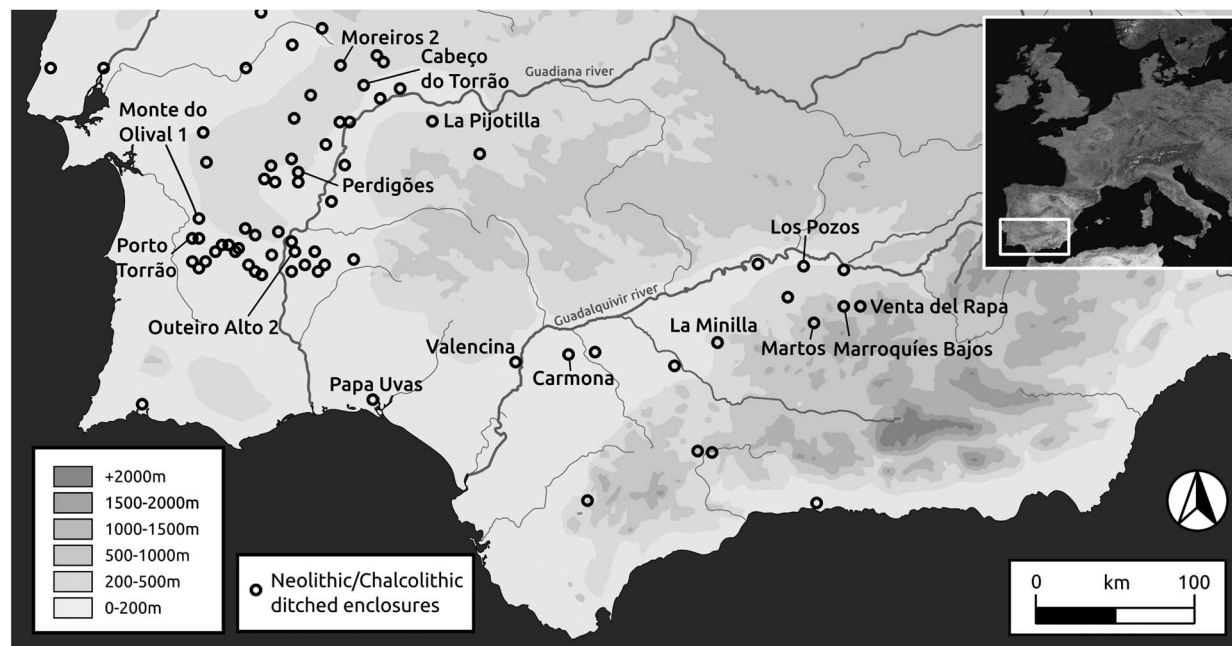 Moreiros 2
Cabeço
do Torrão
Guadiana river
Monte do
Olival 1
La Pijotilla
Perdigões
Porto
Torrão
Los Pozos
Guadalquivir river
Outeiro Alto 2
Venta del Rapa
La Minilla
Martos
Marroquíes Bajos
Valencina
Carmona
Papa Uvas
+2000m
1500-2000m
1000-1500m
500-1000m
200-500m
0-200m
Neolithic/Chalcolithic
ditched enclosures
0 km 100